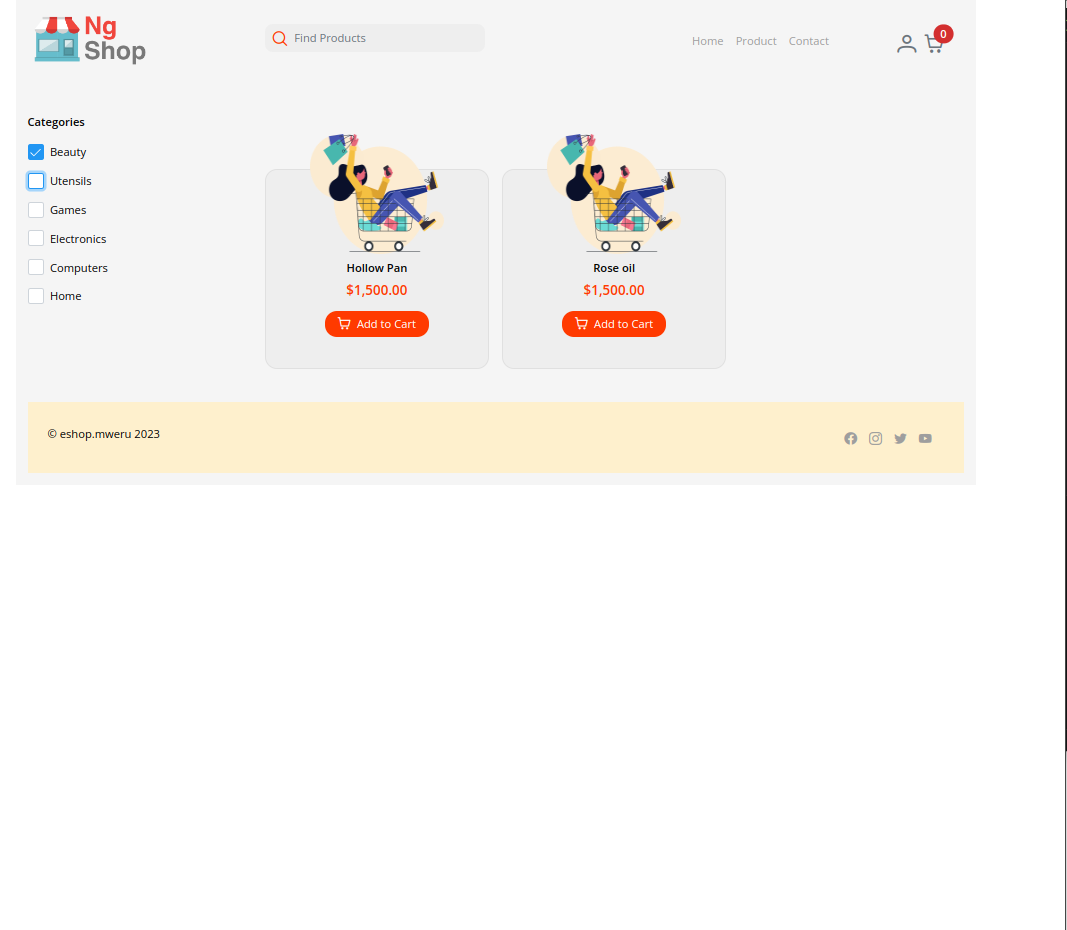 Ng
Shop
Find Products
Home Product Contact
0
Categories
Beauty
Utensils
Games
Electronics
Computers
Home
Hollow Pan
$1,500.00
Add to Cart
Rose oil
$1,500.00
Add to Cart
© eshop.mweru 2023